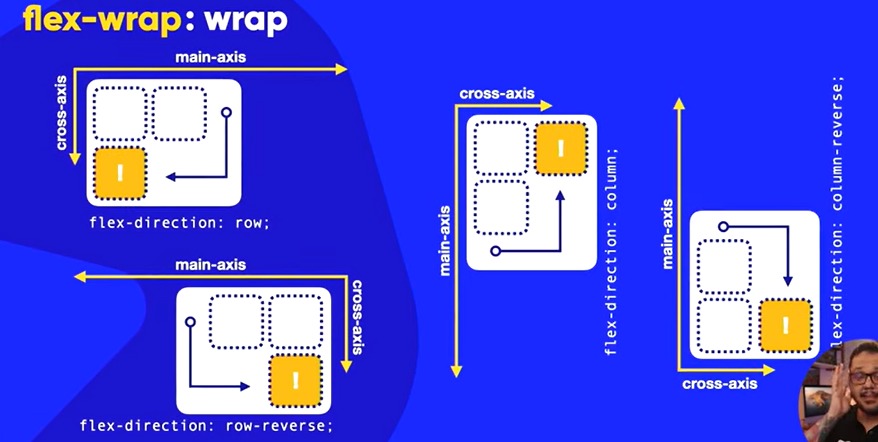 flex-wrap: wrap
main-axis
cross-axis
!
flex-direction: row;
main-axis
cross-axis
!
flex-direction: row-reverse;
cross-axis
main-axis
!
flex-direction: column;
main-axis
!
cross-axis
lex-direction: column-reverse;